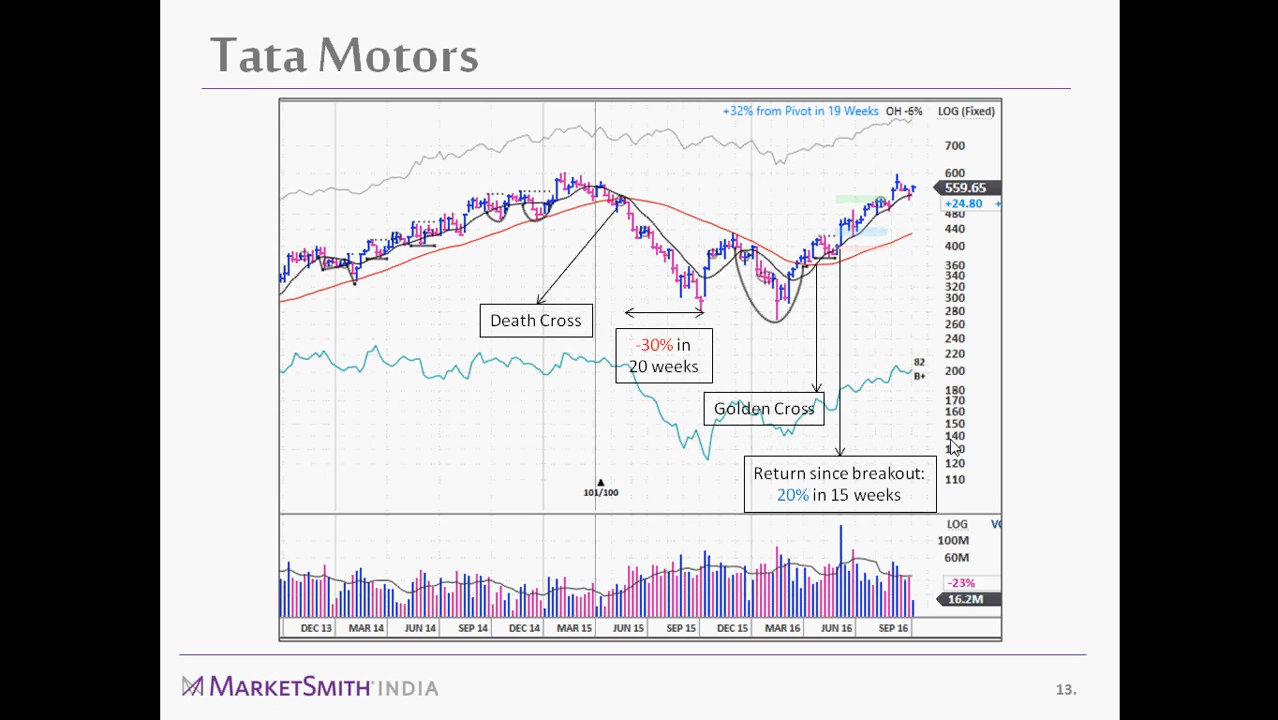 Tata Motors
+32% from Pivot in 19 Weeks OH -6% LOG (Fixed)
700
600
559.65
+24.80 +
480
440
400
360
340
320
300
280
260
240
220
200
180
170
160
150
140
130
120
110
Death Cross
-30% in
20 weeks
82
B+
Golden Cross
Return since breakout:
20% in 15 weeks
101/100
LOG
100M
60M
-23%
16.2M
DEC 13 MAR 14 JUN 14 SEP 14 DEC 14 MAR 15 JUN 15 SEP 15 DEC 15 MAR 16 JUN 16 SEP 16
MARKETSMITH INDIA
13.